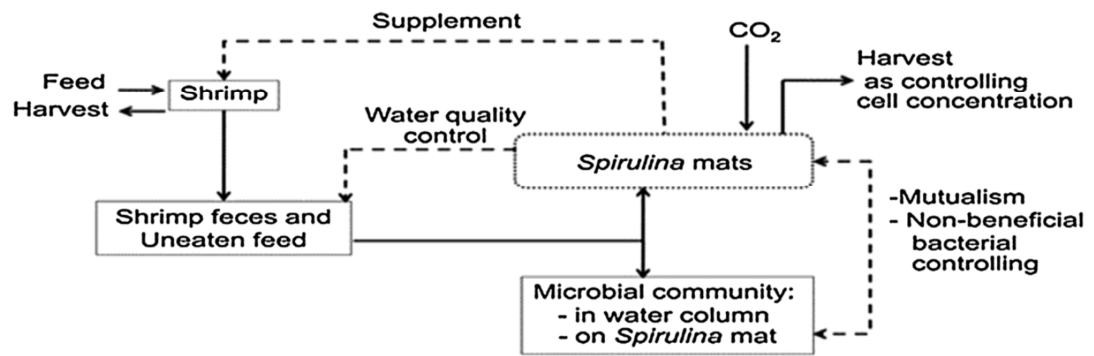 Supplement
CO₂
Feed
Harvest
Shrimp
Harvest
as controlling
cell concentration
Water quality
control
Spirulina mats
Shrimp feces and
Uneaten feed
-Mutualism
- Non-beneficial
bacterial
controlling
Microbial community:
- in water column
- on Spirulina mat